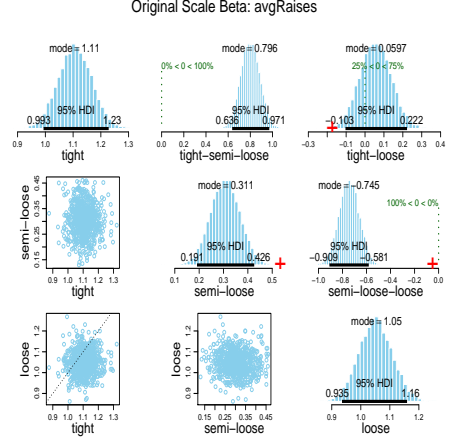 Original Scale Beta: avgRaises
mode = 1.11
95% HDI
0.993 1.23
0.9 1.0 1.1 1.2 1.3
tight
mode = 0.796
0% < 0 < 100%
95% HDI
0.636 0.971
0.0 0.2 0.4 0.6 0.8 1.0
tight-semi-loose
mode = 0.0597
25% < 0 < 75%
95% HDI
−0.103 0.222
−0.3 −0.1 0.0 0.1 0.2 0.3 0.4
tight-loose
semi-loose
0.15 0.25 0.35 0.45
0.9 1.0 1.1 1.2 1.3
tight
mode = 0.311
95% HDI
0.191 0.426
0.1 0.2 0.3 0.4 0.5
semi-loose
mode = −0.745
100% < 0 < 0%
95% HDI
−0.909 −0.581
−1.0 −0.8 −0.6 −0.4 −0.2 0.0
semi-loose-loose
loose
0.9 1.0 1.1 1.2
0.9 1.0 1.1 1.2 1.3
tight
loose
0.9 1.0 1.1 1.2
0.15 0.25 0.35 0.45
semi-loose
mode = 1.05
95% HDI
0.935 1.16
0.9 1.0 1.1 1.2
loose